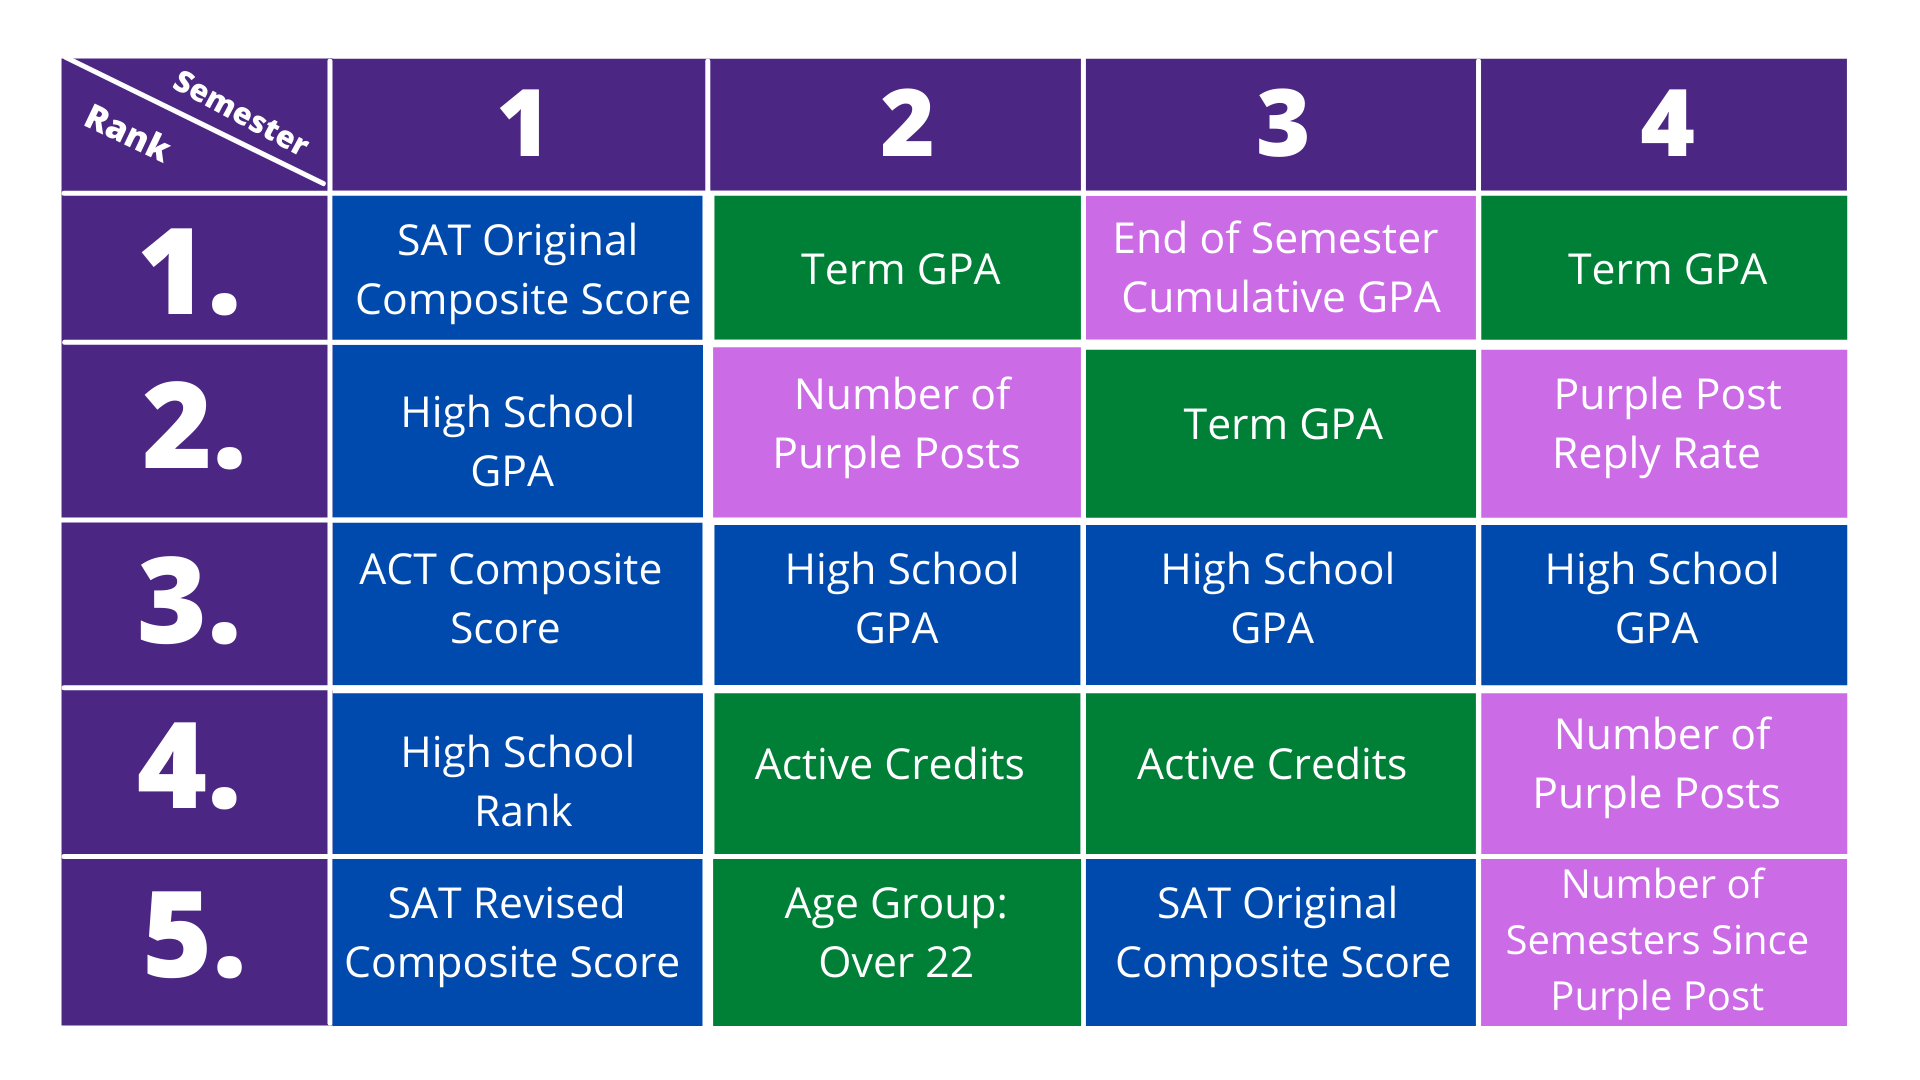 Semester
Rank
1
2
3
4
1.
SAT Original
Composite Score
Term GPA
End of Semester
Cumulative GPA
Term GPA
2.
High School
GPA
Number of
Purple Posts
Term GPA
Purple Post
Reply Rate
3.
ACT Composite
Score
High School
GPA
High School
GPA
High School
GPA
4.
High School
Rank
Active Credits
Active Credits
Number of
Purple Posts
5.
SAT Revised
Composite Score
Age Group:
Over 22
SAT Original
Composite Score
Number of
Semesters Since
Purple Post